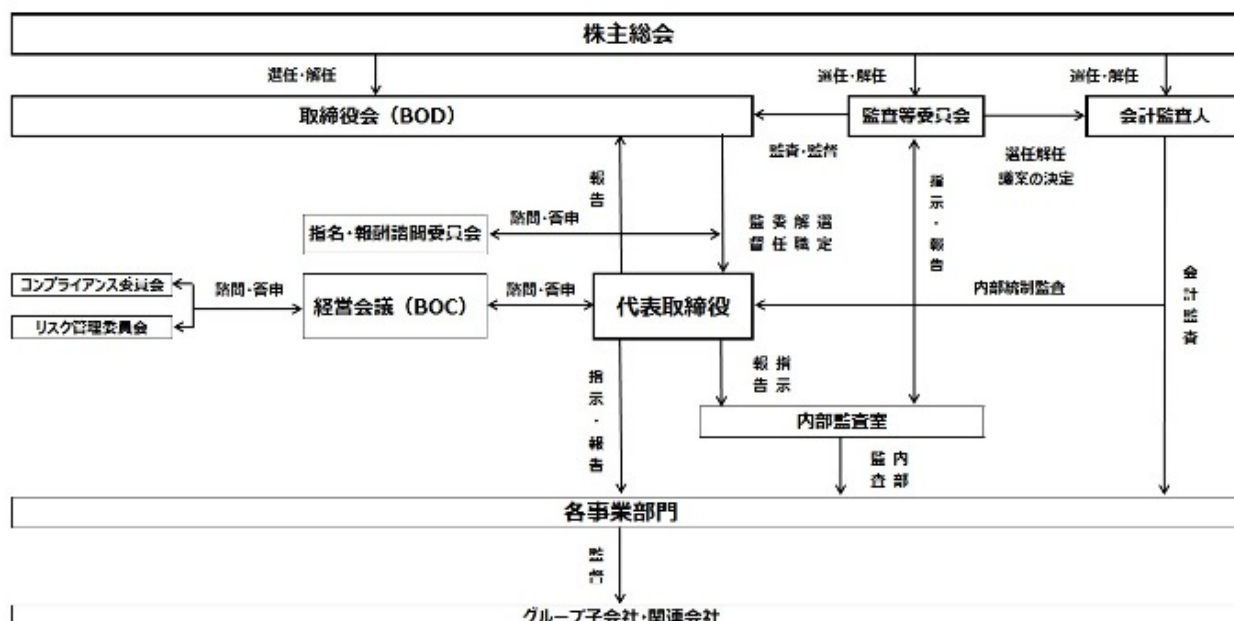 株主総会
選任・解任
選任・解任
選任・解任
取締役会（BOD）
監査等委員会
会計監査人
監査・監督
選任解任
議案の決定
報告
指示・報告
諮問・答申
指名・報酬諮問委員会
選定
解職
委任
監督
コンプライアンス委員会
諮問・答申
諮問・答申
経営会議（BOC）
代表取締役
内部統制監査
会計監査
リスク管理委員会
指示
報告
指示・報告
内部監査室
内部
監査
各事業部門
監督
グループ子会社・関連会社